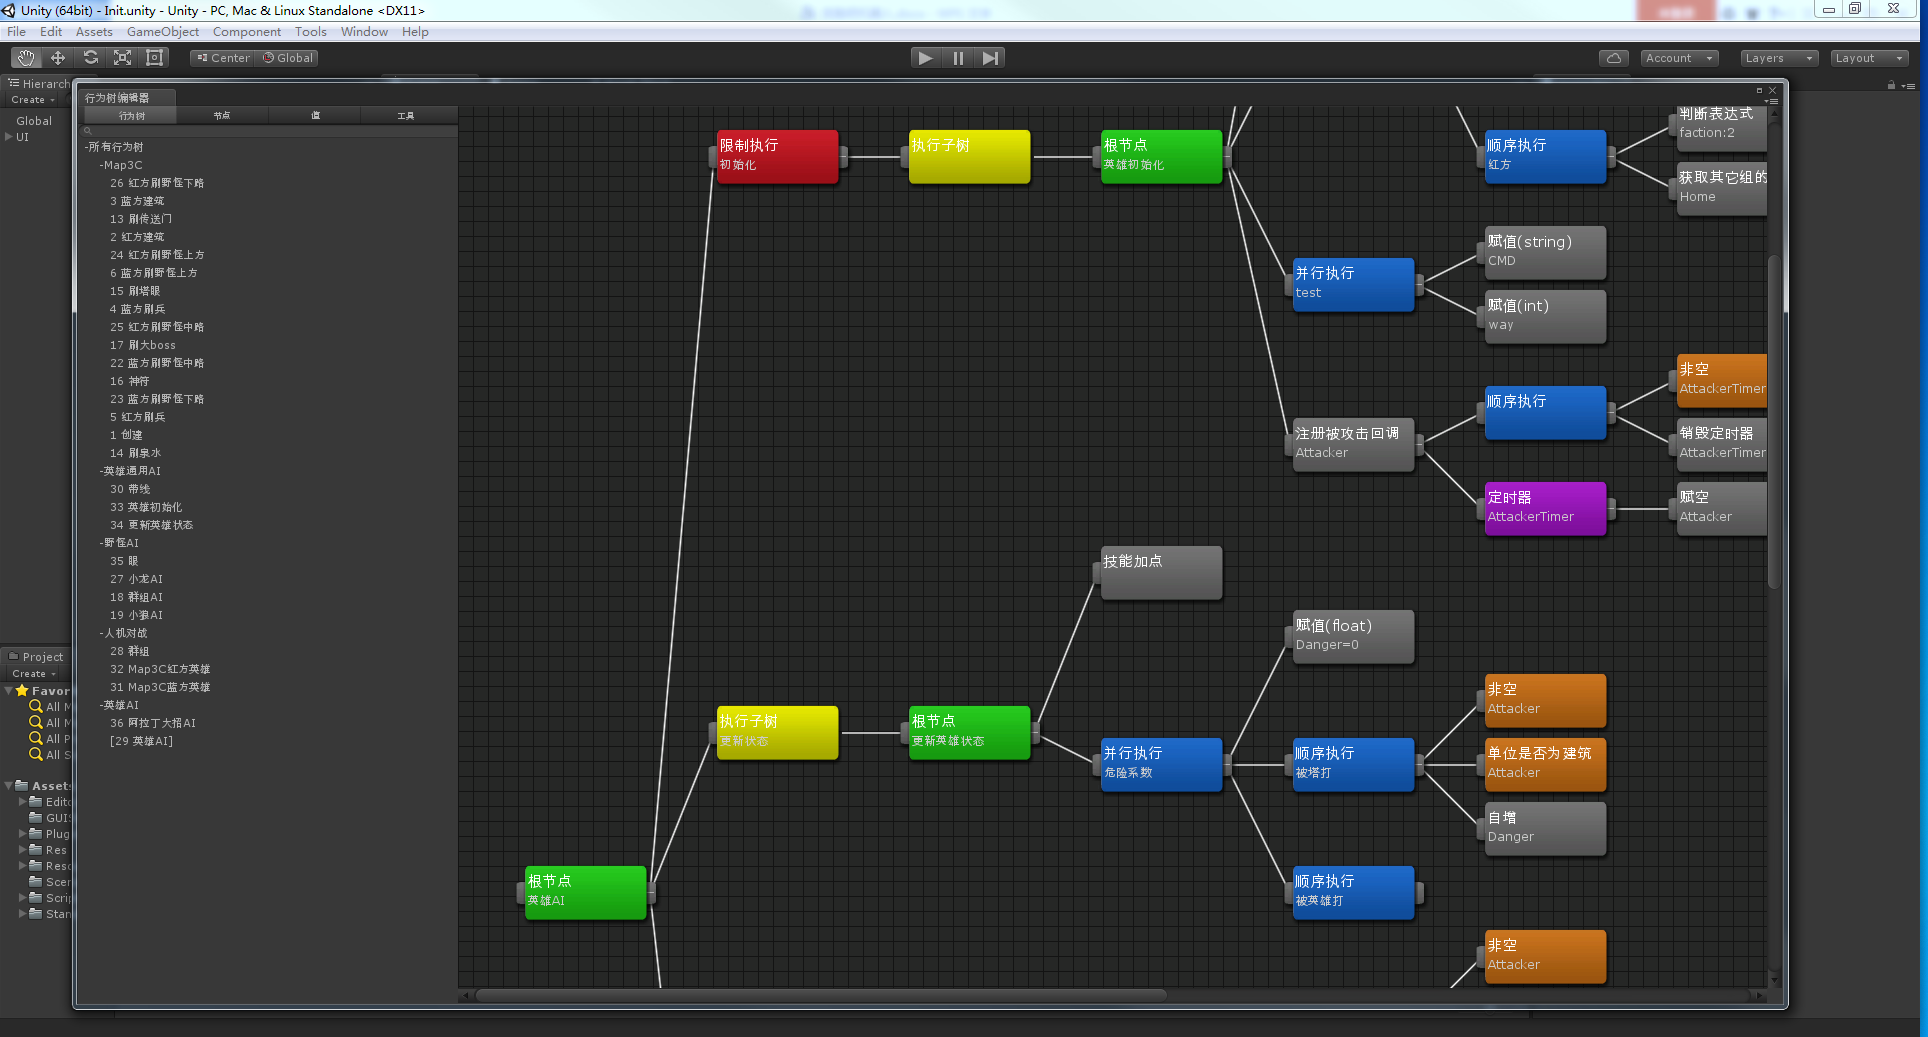 Unity (64bit) - Init.unity - Unity - PC, Mac & Linux Standalone <DX11>
File Edit Assets GameObject Component Tools Window Help
Center Global Account Layers Layout
Hierarch
Create
Global
UI
行为树编辑器
行为树 节点 值 工具
-所有行为树
-Map3C
26 红方刷野怪下路
3 蓝方建筑
13 刷传送门
2 红方建筑
24 红方刷野怪上方
6 蓝方刷野怪上方
15 刷塔眼
4 蓝方刷兵
25 红方刷野怪中路
17 刷大boss
22 蓝方刷野怪中路
16 神符
23 蓝方刷野怪下路
5 红方刷兵
1 创建
14 刷泉水
-英雄通用AI
30 带线
33 英雄初始化
34 更新英雄状态
-野怪AI
35 眼
27 小龙AI
18 群组AI
19 小狼AI
-人机对战
28 群组
32 Map3C红方英雄
31 Map3C蓝方英雄
-英雄AI
36 阿拉丁大招AI
[29 英雄AI]
Project
Create
Favor
All M
All M
All P
All S
Assets
Edito
GUIS
Plug
Res
Reso
Scen
Scrip
Stan
限制执行
初始化
执行子树
根节点
英雄初始化
顺序执行
红方
判断表达式
faction:2
获取其它组的
Home
并行执行
test
赋值(string)
CMD
赋值(int)
way
注册被攻击回调
Attacker
顺序执行
非空
AttackerTimer
销毁定时器
AttackerTimer
定时器
AttackerTimer
赋空
Attacker
技能加点
执行子树
更新状态
根节点
更新英雄状态
并行执行
危险系数
赋值(float)
Danger=0
顺序执行
被塔打
非空
Attacker
单位是否为建筑
Attacker
自增
Danger
顺序执行
被英雄打
根节点
英雄AI
非空
Attacker